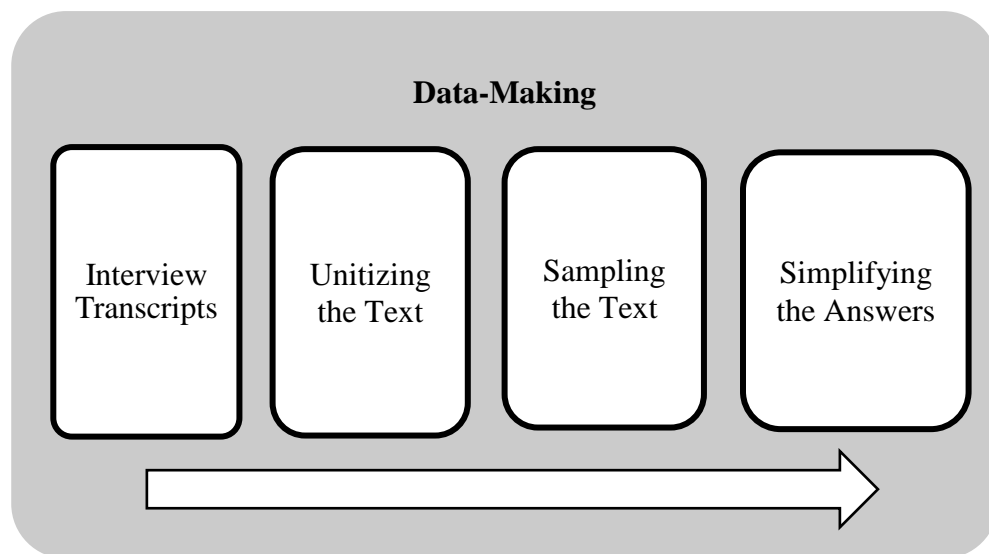 Data-Making
Interview
Transcripts
Unitizing
the Text
Sampling
the Text
Simplifying
the Answers